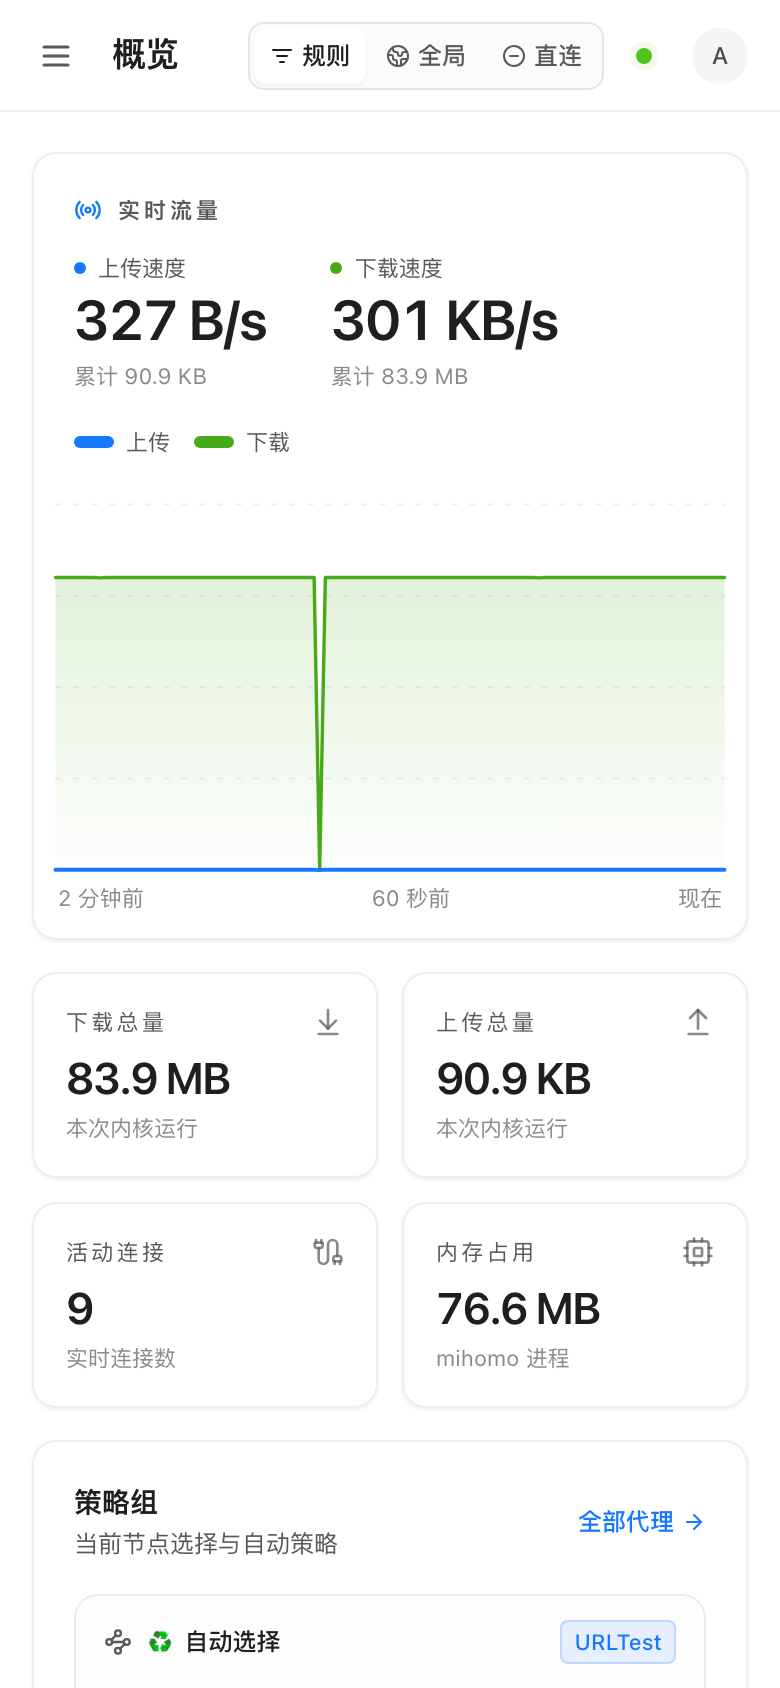 概览
规则
全局
直连
A
实时流量
上传速度
下载速度
327 B/s
301 KB/s
累计 90.9 KB
累计 83.9 MB
上传
下载
2 分钟前
60 秒前
现在
下载总量
上传总量
83.9 MB
90.9 KB
本次内核运行
本次内核运行
活动连接
内存占用
9
76.6 MB
实时连接数
mihomo 进程
策略组
全部代理
当前节点选择与自动策略
♻️ 自动选择
URLTest